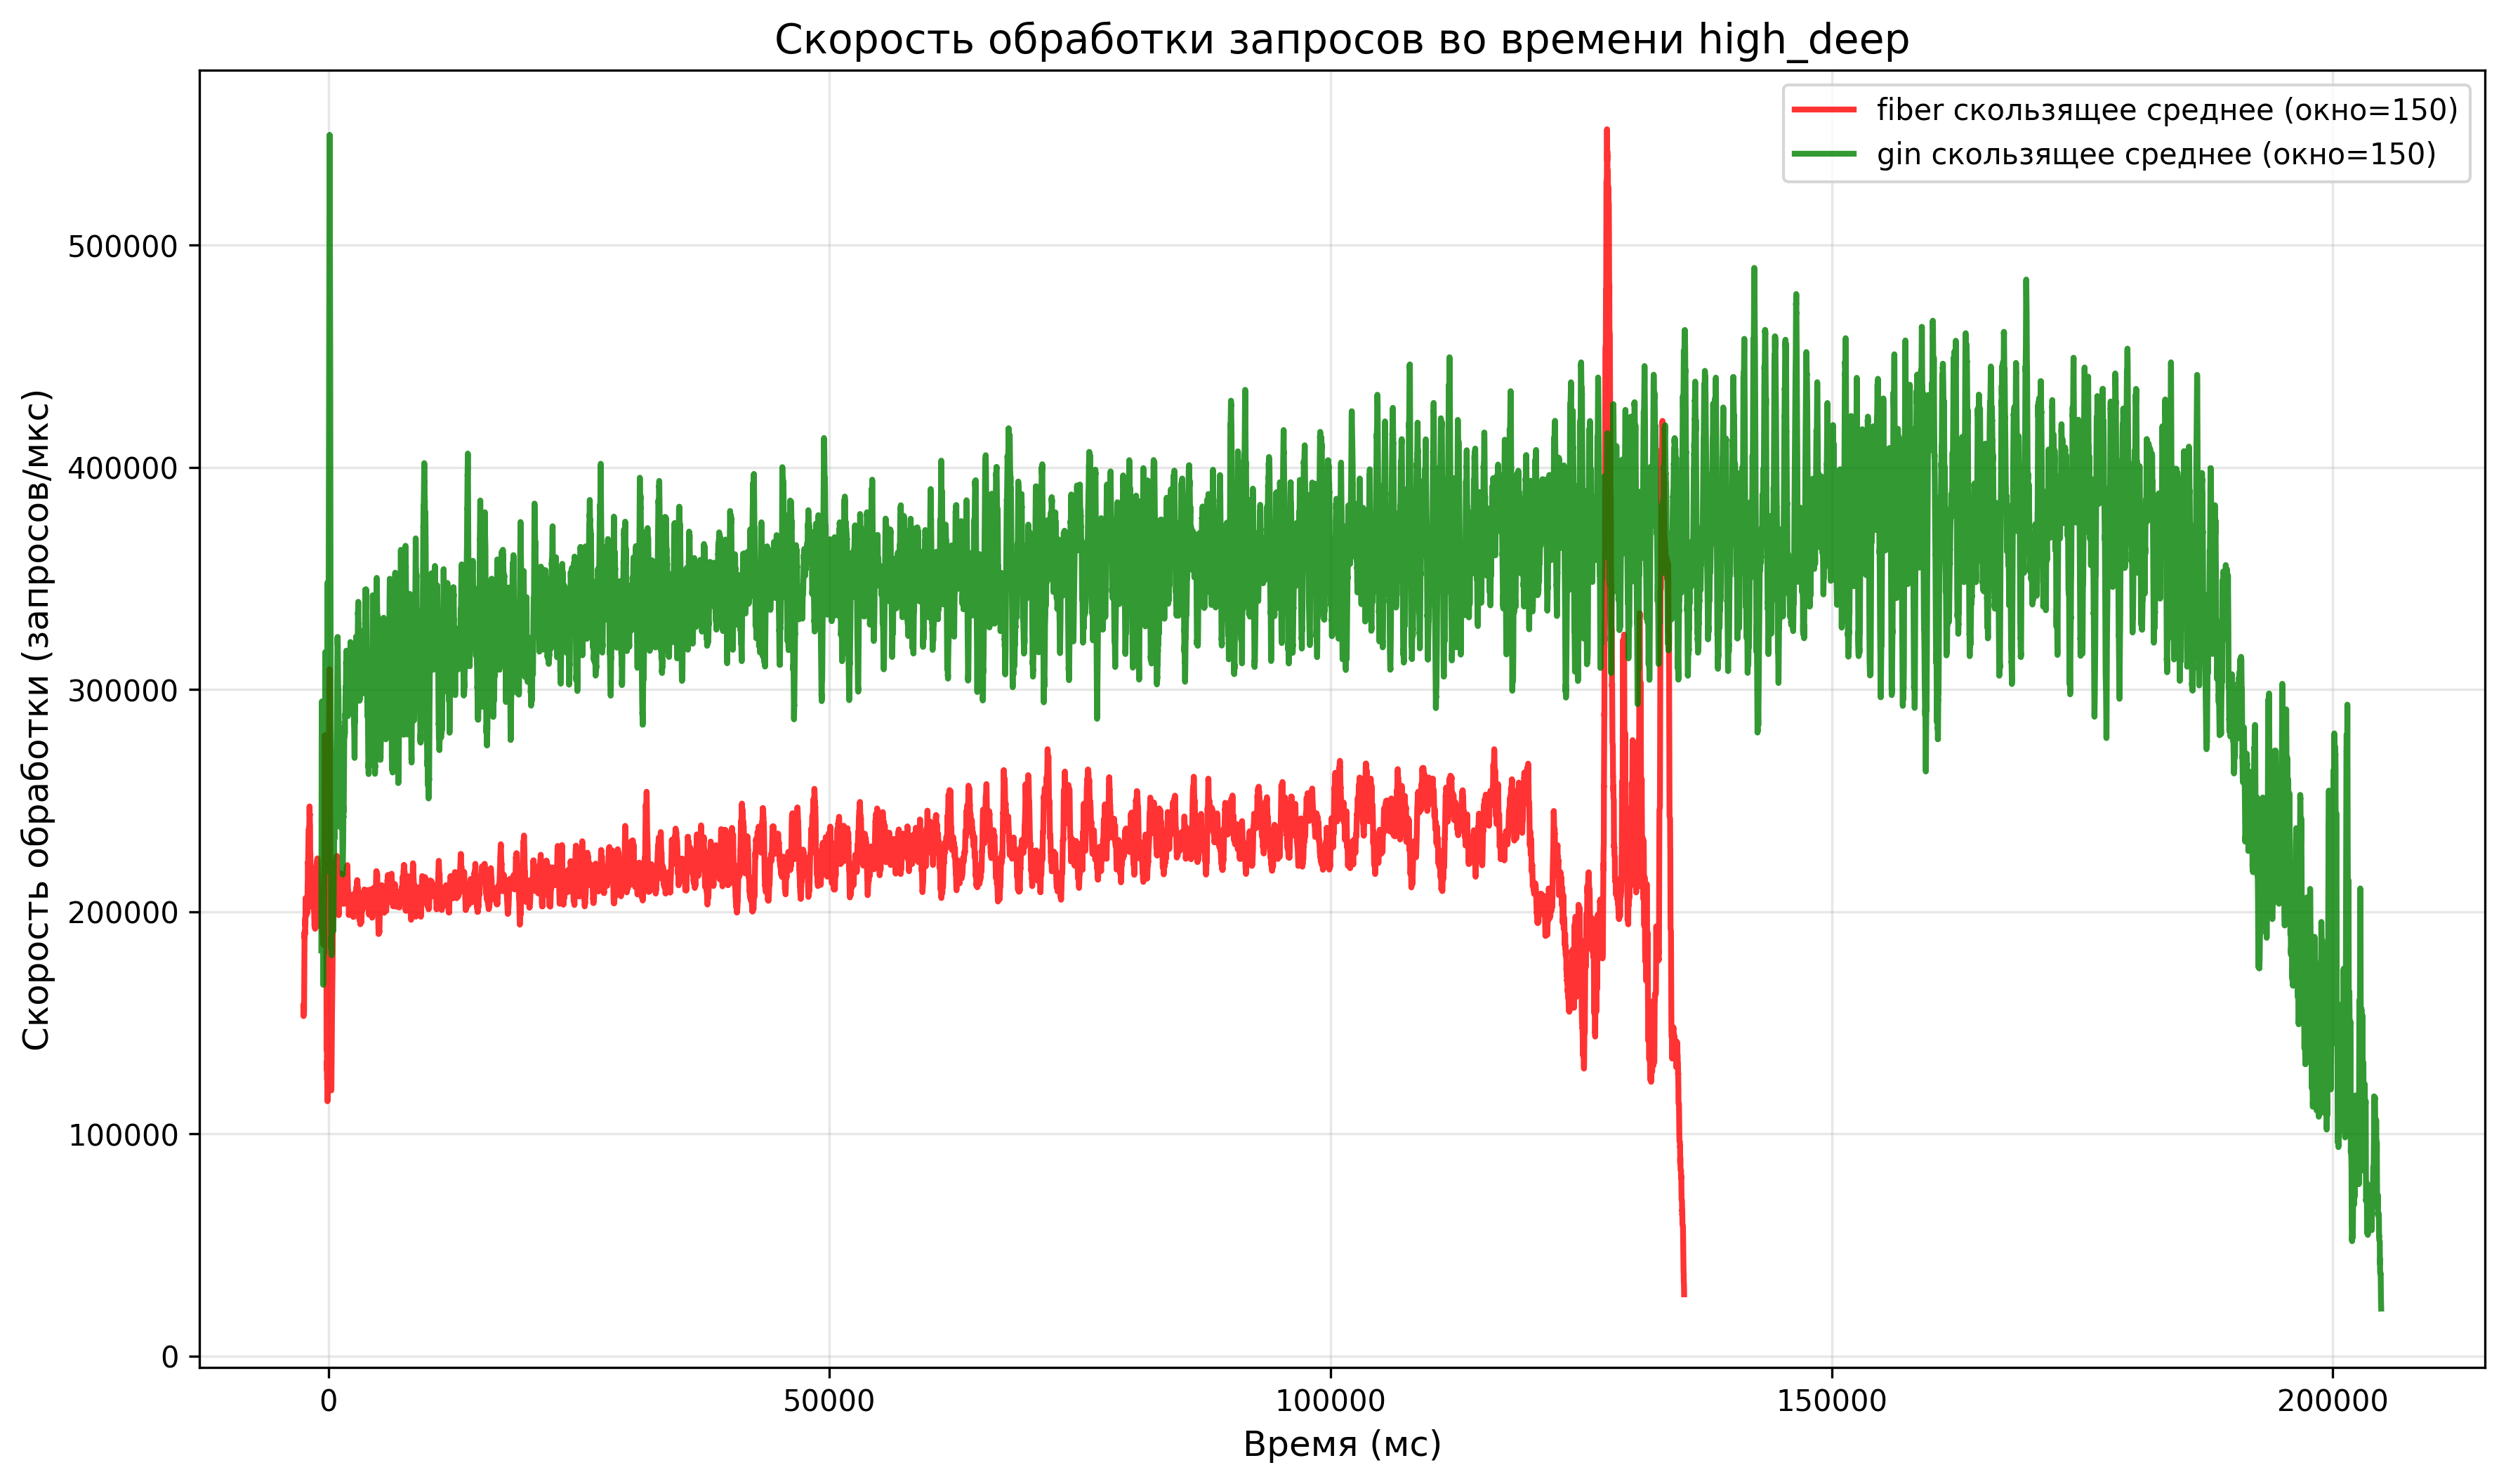 Скорость обработки запросов во времени high_deep
fiber скользящее среднее (окно=150)
gin скользящее среднее (окно=150)
Скорость обработки (запросов/мкс)
500000
400000
300000
200000
100000
0
0
50000
100000
150000
200000
Время (мс)